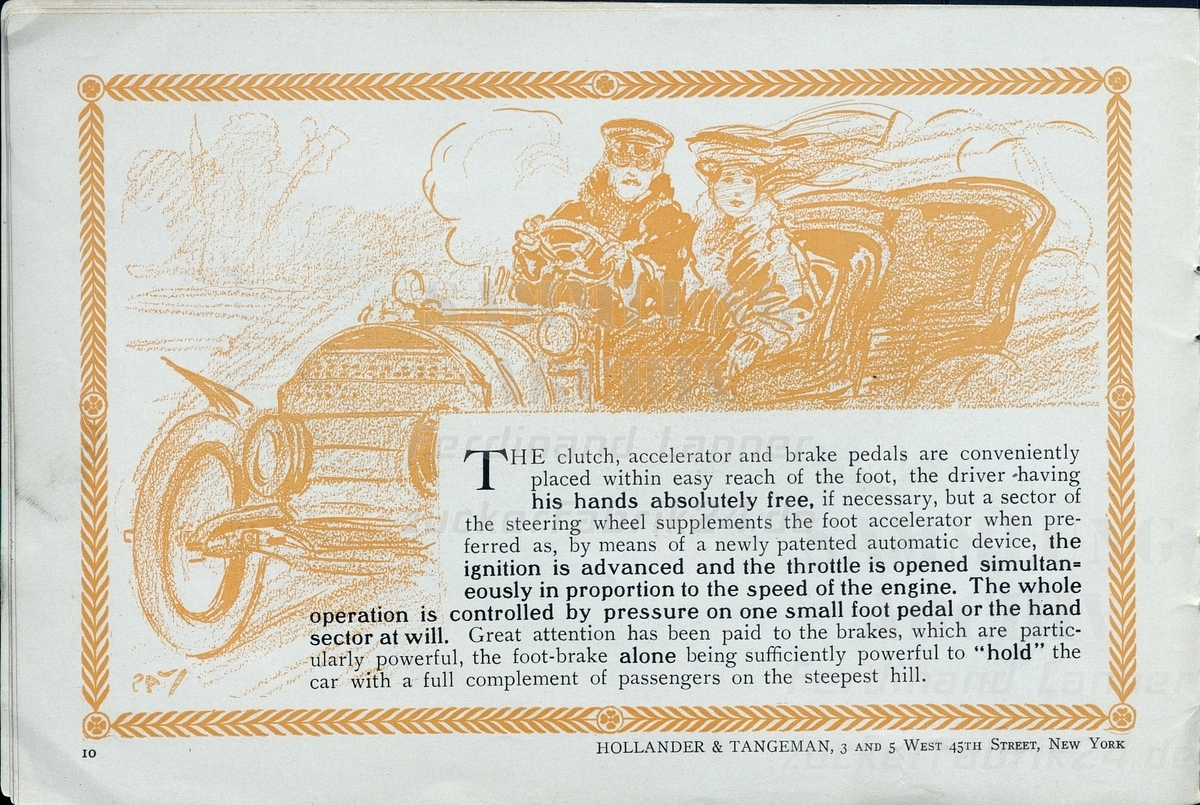 THE clutch, accelerator and brake pedals are conveniently
placed within easy reach of the foot, the driver having
his hands absolutely free, if necessary, but a sector of
the steering wheel supplements the foot accelerator when pre-
ferred as, by means of a newly patented automatic device, the
ignition is advanced and the throttle is opened simultan=
eously in proportion to the speed of the engine. The whole
operation is controlled by pressure on one small foot pedal or the hand
sector at will. Great attention has been paid to the brakes, which are partic-
ularly powerful, the foot-brake alone being sufficiently powerful to “hold” the
car with a full complement of passengers on the steepest hill.
10
HOLLANDER & TANGEMAN, 3 AND 5 WEST 45TH STREET, NEW YORK
Ferdinand Lanner
zuckerfabrik24.de